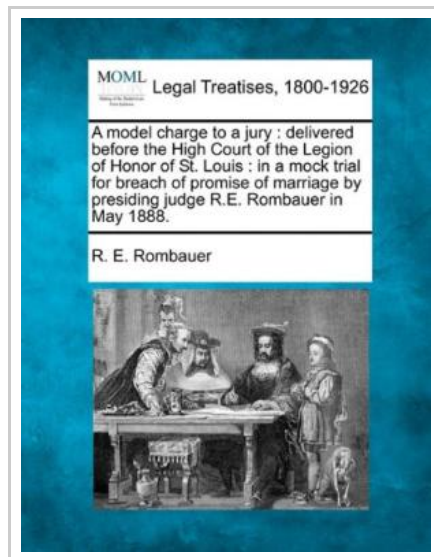 MOML
Legal Treatises, 1800-1926
A model charge to a jury : delivered
before the High Court of the Legion
of Honor of St. Louis : in a mock trial
for breach of promise of marriage by
presiding judge R.E. Rombauer in
May 1888.
R. E. Rombauer